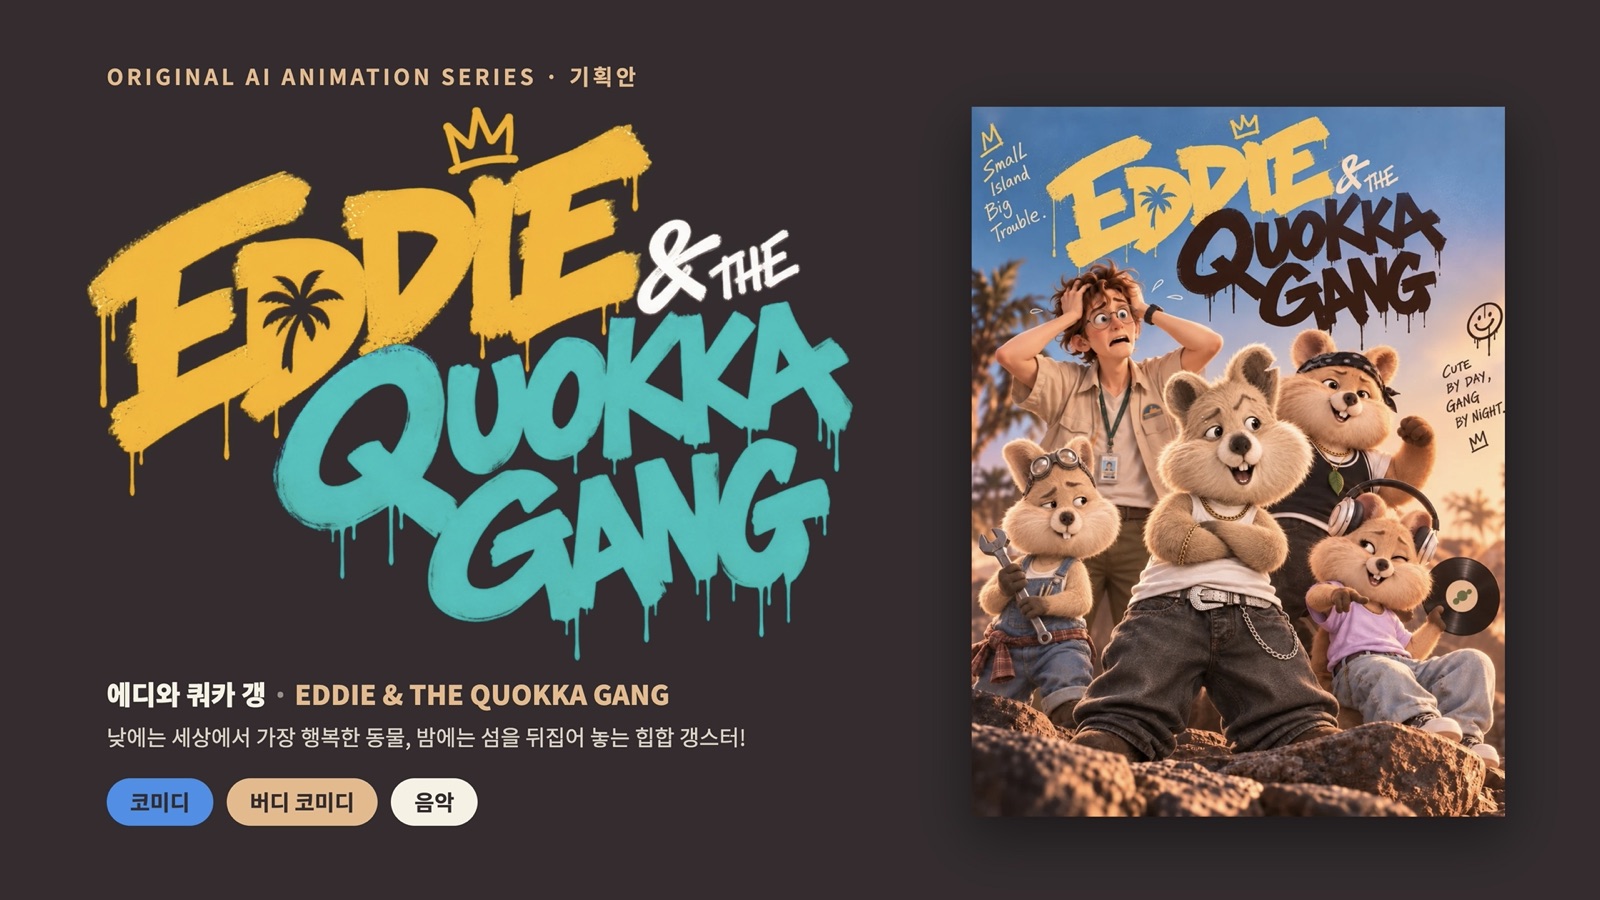 ORIGINAL AI ANIMATION SERIES · 기획안
EDDIE
& THE
QUOKKA
GANG
에디와 쿼카 갱 · EDDIE & THE QUOKKA GANG
낮에는 세상에서 가장 행복한 동물, 밤에는 섬을 뒤집어 놓는 힙합 갱스터!
코미디 버디 코미디 음악
Small
Island
Big
Trouble.
EDDIE
& THE
QUOKKA
GANG
CUTE
BY DAY,
GANG
BY NIGHT.